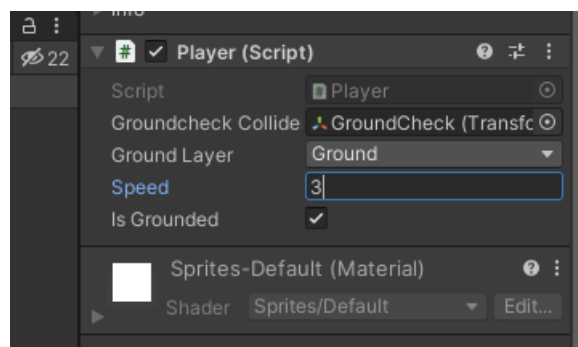 Info
22
# Player (Script)
Script
Player
Groundcheck Collide
GroundCheck (Transfc
Ground Layer
Ground
Speed
3
Is Grounded
Sprites-Default (Material)
Shader
Sprites/Default
Edit...